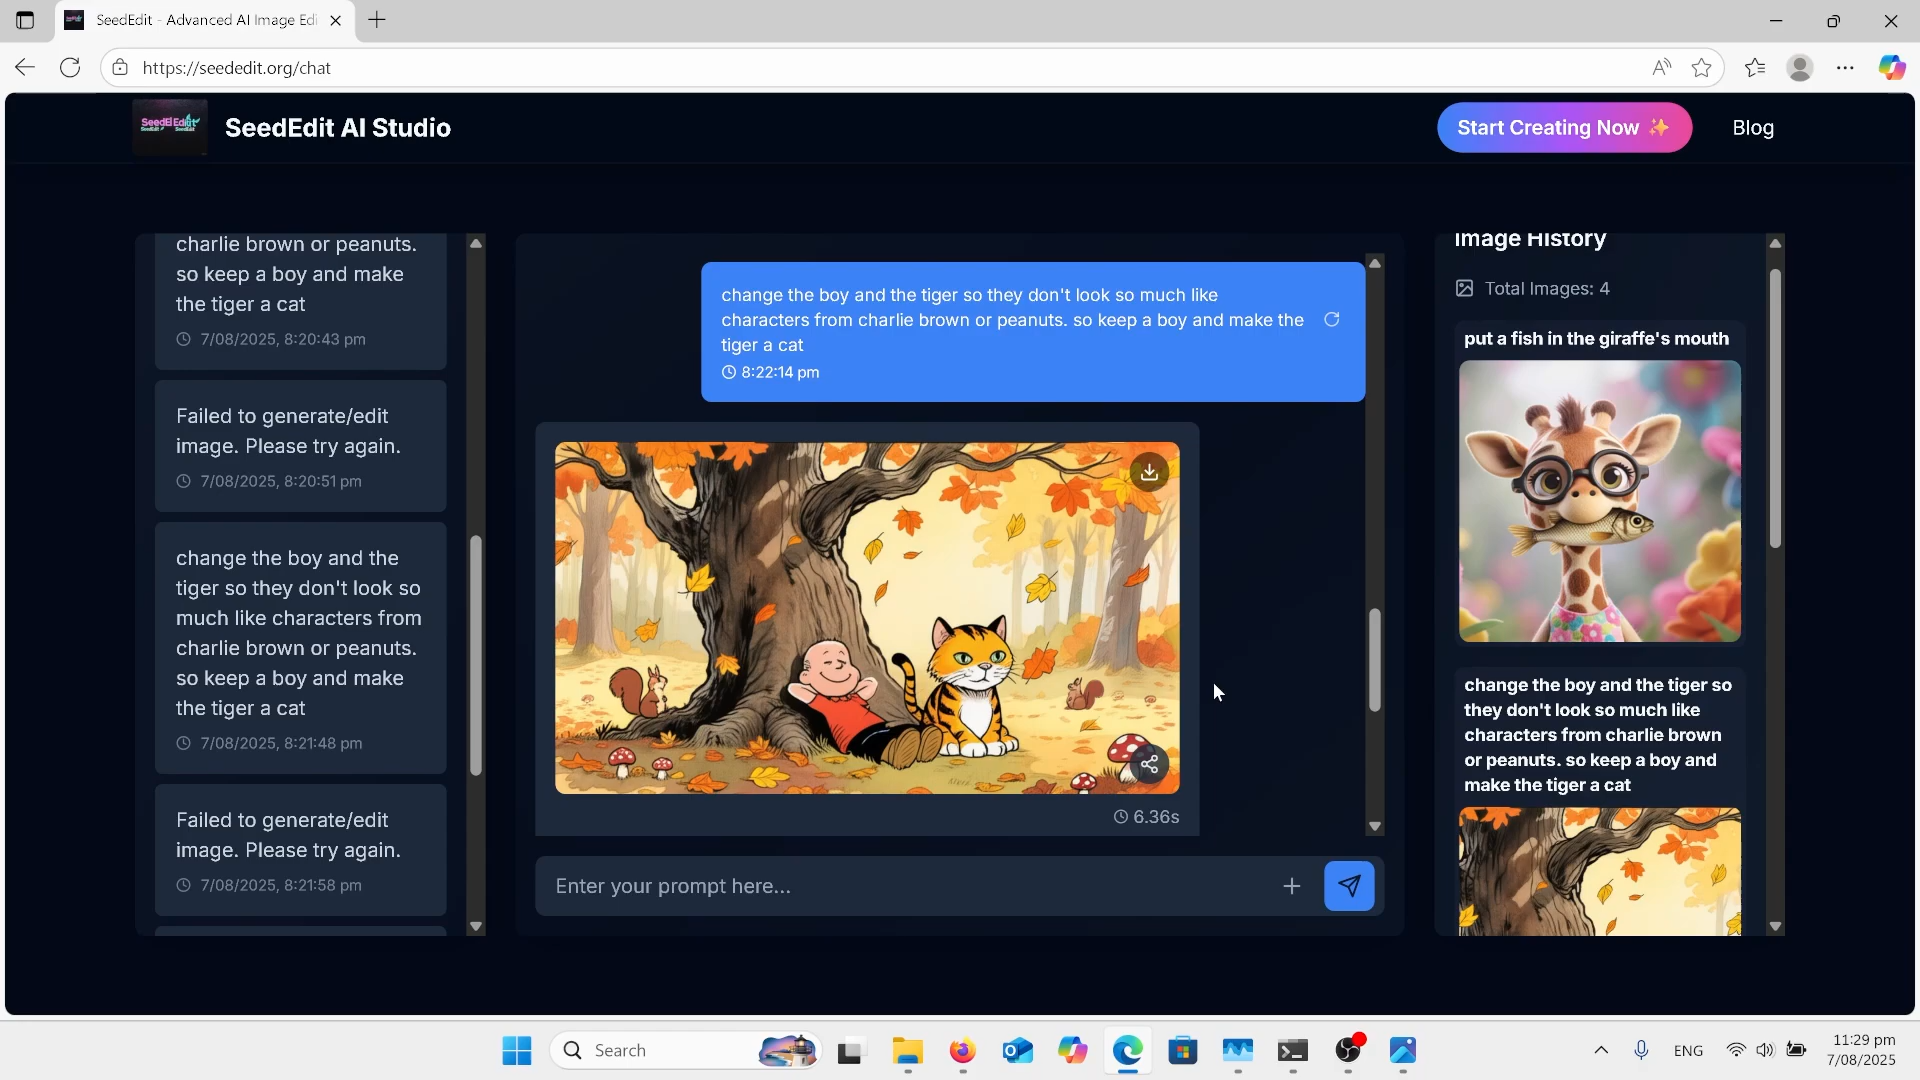 SeedEdit - Advanced AI Image Edi
https://seededit.org/chat
SeedEdit AI Studio
Start Creating Now ✨
Blog
charlie brown or peanuts.
so keep a boy and make
the tiger a cat
7/08/2025, 8:20:43 pm
Failed to generate/edit
image. Please try again.
7/08/2025, 8:20:51 pm
change the boy and the
tiger so they don't look so
much like characters from
charlie brown or peanuts.
so keep a boy and make
the tiger a cat
7/08/2025, 8:21:48 pm
Failed to generate/edit
image. Please try again.
7/08/2025, 8:21:58 pm
change the boy and the tiger so they don't look so much like
characters from charlie brown or peanuts. so keep a boy and make the
tiger a cat
8:22:14 pm
6.36s
Enter your prompt here...
Image History
Total Images: 4
put a fish in the giraffe's mouth
change the boy and the tiger so
they don't look so much like
characters from charlie brown
or peanuts. so keep a boy and
make the tiger a cat
Search
ENG
11:29 pm
7/08/2025